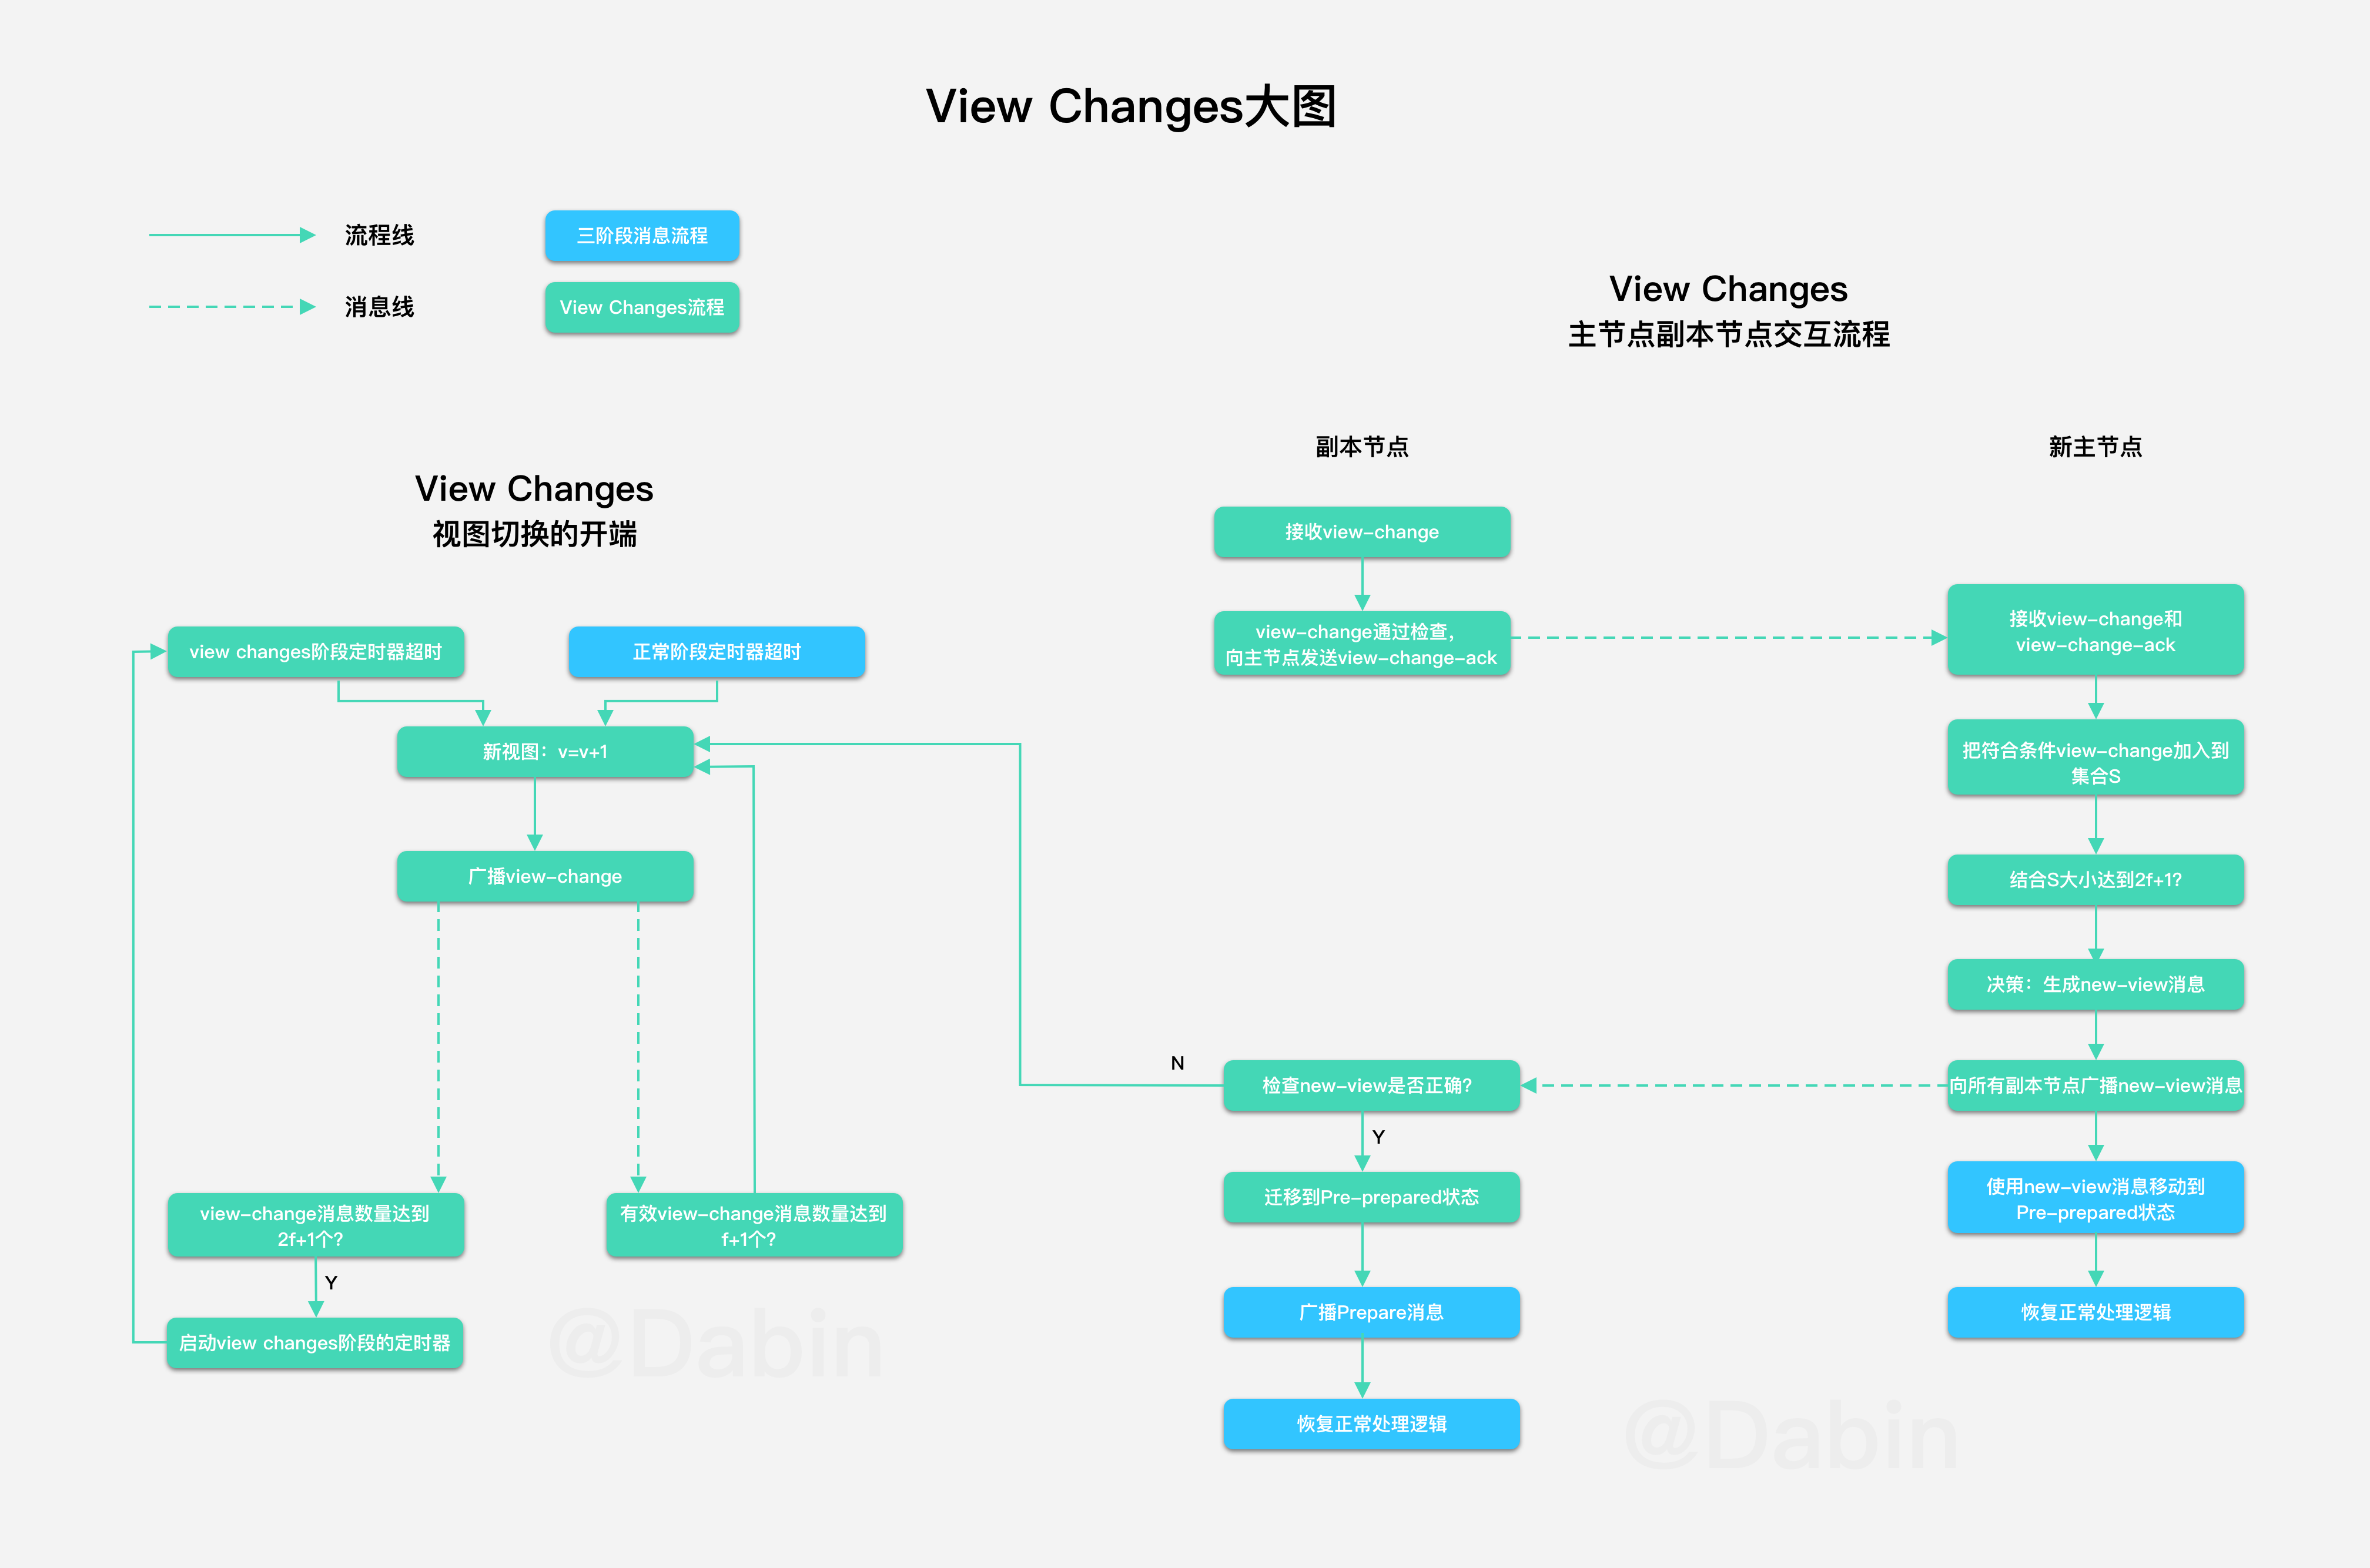 View Changes大图
流程线
三阶段消息流程
消息线
View Changes流程
View Changes
主节点副本节点交互流程
View Changes
视图切换的开端
view changes阶段定时器超时
正常阶段定时器超时
新视图：v=v+1
广播view-change
view-change消息数量达到
2f+1个?
有效view-change消息数量达到
f+1个?
Y
启动view changes阶段的定时器
副本节点
接收view-change
view-change通过检查，
向主节点发送view-change-ack
N
检查new-view是否正确?
Y
迁移到Pre-prepared状态
广播Prepare消息
恢复正常处理逻辑
新主节点
接收view-change和
view-change-ack
把符合条件view-change加入到
集合S
结合S大小达到2f+1?
决策：生成new-view消息
向所有副本节点广播new-view消息
使用new-view消息移动到
Pre-prepared状态
恢复正常处理逻辑
@Dabin
@Dabin